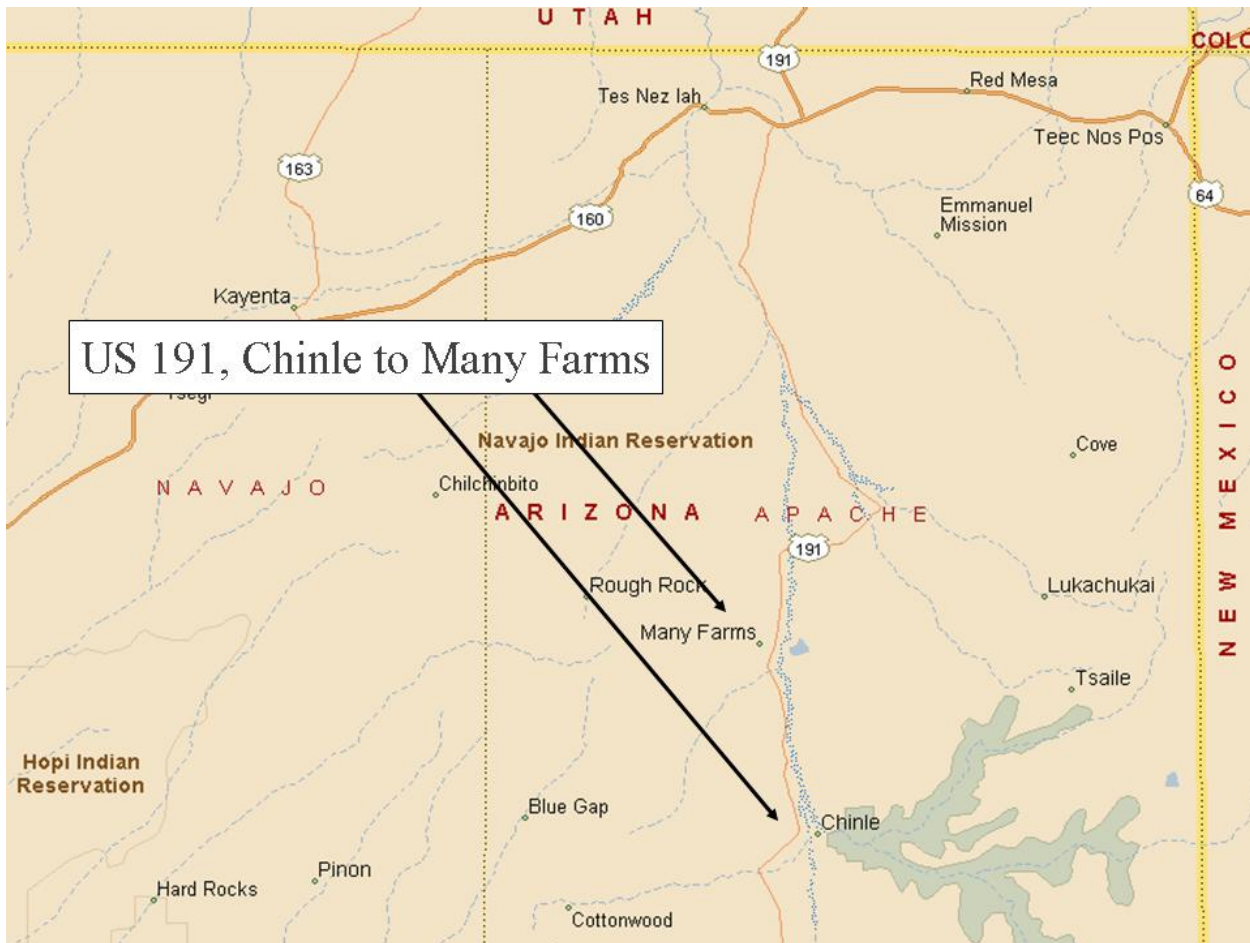 UTAH
COLO
191
Red Mesa
Tes Nez Iah
Teec Nos Pos
163
64
160
Emmanuel
Mission
Kayenta
US 191, Chinle to Many Farms
NEW MEXICO
Navajo Indian Reservation
Cove
NAVAJO
Chilchinbito
ARIZONA
APACHE
191
Rough Rock
Lukachukai
Many Farms
Tsaile
Hopi Indian
Reservation
Blue Gap
Chinle
Pinon
Hard Rocks
Cottonwood